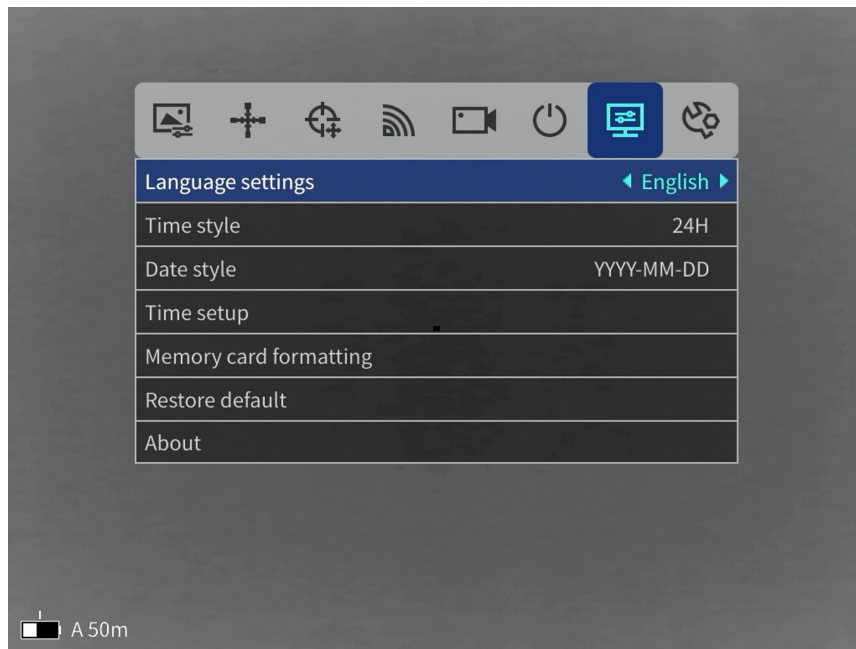 Language settings English
Time style 24H
Date style YYYY-MM-DD
Time setup
Memory card formatting
Restore default
About
A 50m